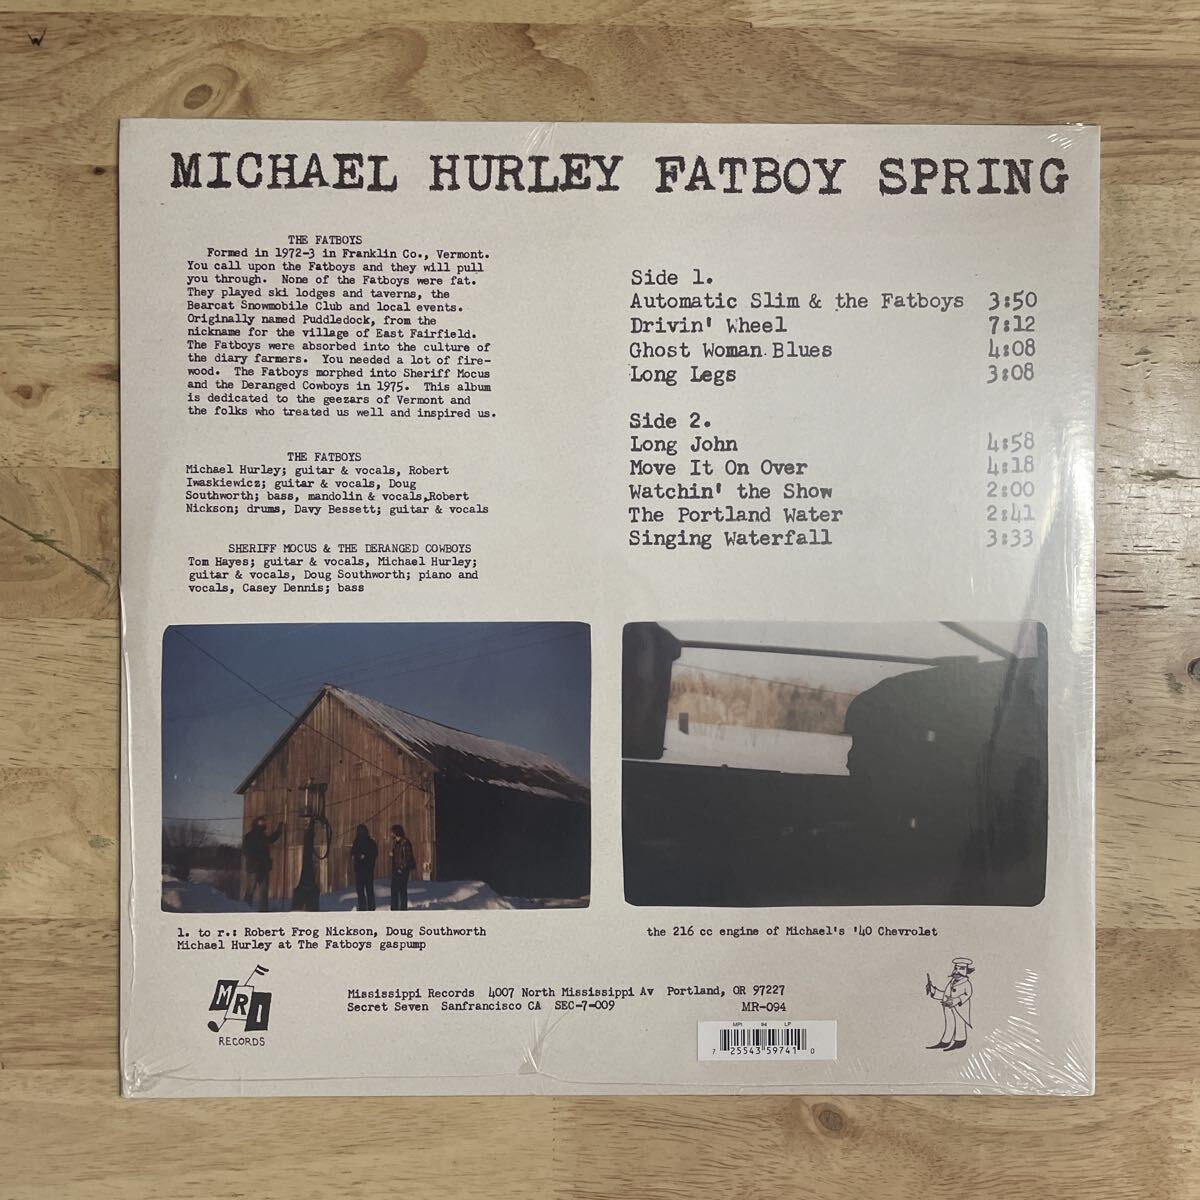 MICHAEL HURLEY FATBOY SPRING
THE FATBOYS
Formed in 1972-3 in Franklin Co., Vermont.
You call upon the Fatboys and they will pull
you through. None of the Fatboys were fat.
They played ski lodges and taverns, the
Bearcat Snowmobile Club and local events.
Originally named Puddledock, from the
nickname for the village of East Fairfield.
The Fatboys were absorbed into the culture of
the diary farmers. You needed a lot of fire-
wood. The Fatboys morphed into Sheriff Mocus
and the Deranged Cowboys in 1975. This album
is dedicated to the geezars of Vermont and
the folks who treated us well and inspired us.
THE FATBOYS
Michael Hurley; guitar & vocals, Robert
Iwaskiewicz; guitar & vocals, Doug
Southworth; bass, mandolin & vocals,Robert
Nickson; drums, Davy Bessett; guitar & vocals
SHERIFF MOCUS & THE DERANGED COWBOYS
Tom Hayes; guitar & vocals, Michael Hurley;
guitar & vocals, Doug Southworth; piano and
vocals, Casey Dennis; bass
Side 1.
Automatic Slim & the Fatboys 3:50
Drivin' Wheel 7:12
Ghost Woman Blues 4:08
Long Legs 3:08
Side 2.
Long John 4:58
Move It On Over 4:18
Watchin' the Show 2:00
The Portland Water 2:41
Singing Waterfall 3:33
l. to r.: Robert Frog Nickson, Doug Southworth
Michael Hurley at The Fatboys gaspump
the 216 cc engine of Michael's '40 Chevrolet
MRI
RECORDS
Mississippi Records 4007 North Mississippi Av Portland, OR 97227
Secret Seven Sanfrancisco CA SEC-7-009 MR-094
MPI 94 LP
7 25543 59741 0